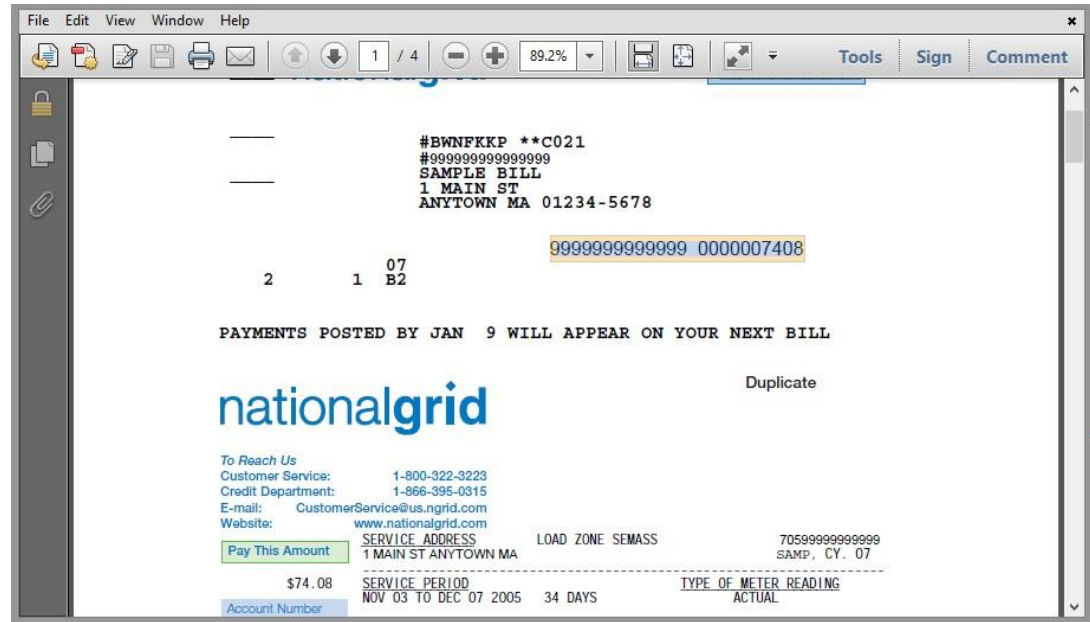 File Edit View Window Help
1 / 4 89.2% Tools Sign Comment
nationalgrid
#BWNFKKP **C021
#999999999999999
SAMPLE BILL
1 MAIN ST
ANYTOWN MA 01234-5678
9999999999999 0000007408
07
2 1 B2
PAYMENTS POSTED BY JAN 9 WILL APPEAR ON YOUR NEXT BILL
Duplicate
nationalgrid
To Reach Us
Customer Service: 1-800-322-3223
Credit Department: 1-866-395-0315
E-mail: CustomerService@us.ngrid.com
Website: www.nationalgrid.com
SERVICE ADDRESS LOAD ZONE SEMASS 70599999999999
Pay This Amount 1 MAIN ST ANYTOWN MA SAMP, CY. 07
$74.08 SERVICE PERIOD TYPE OF METER READING
NOV 03 TO DEC 07 2005 34 DAYS ACTUAL
Account Number